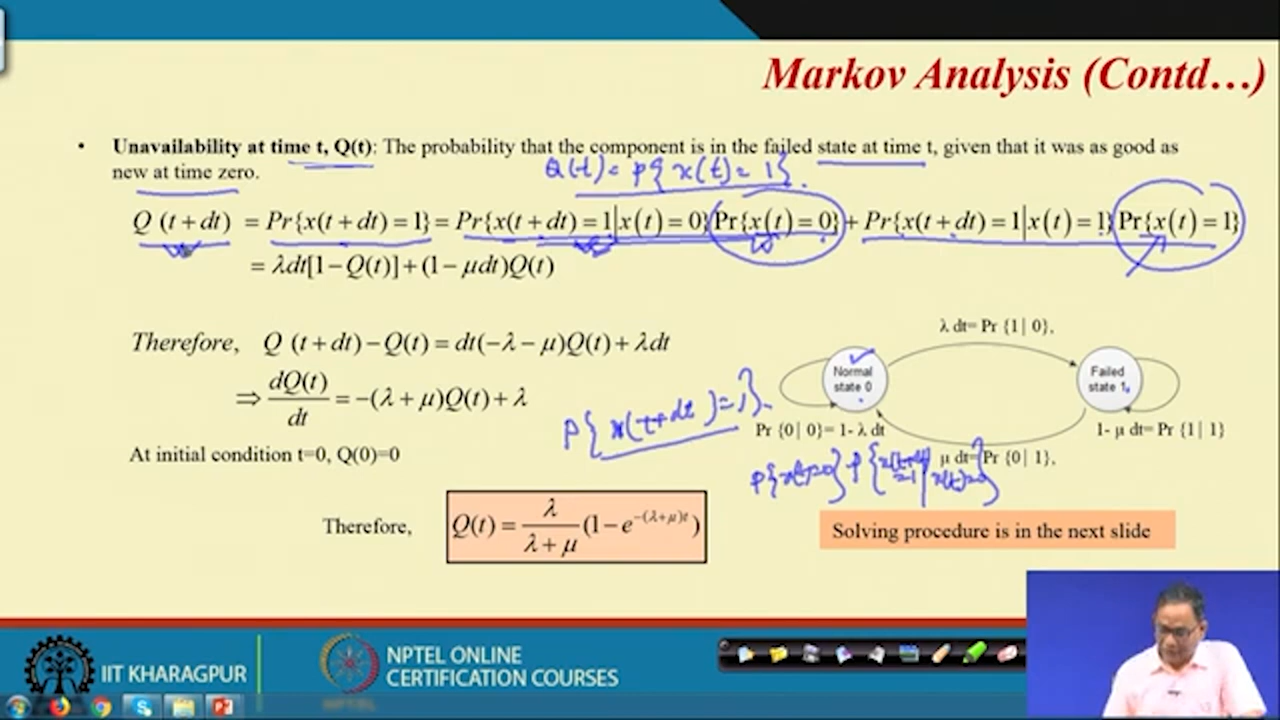 Markov Analysis (Contd…)
• Unavailability at time t, Q(t): The probability that the component is in the failed state at time t, given that it was as good as
new at time zero.
Q(t) = P{x(t) = 1}.
Q (t + dt) = Pr{x(t + dt) = 1} = Pr{x(t + dt) = 1|x(t) = 0}Pr{x(t) = 0} + Pr{x(t + dt) = 1|x(t) = 1}Pr{x(t) = 1}
= λdt[1 − Q(t)] + (1 − μdt)Q(t)
Therefore, Q (t + dt) − Q(t) = dt(−λ − μ)Q(t) + λdt
⇒ dQ(t)/dt = −(λ + μ)Q(t) + λ
At initial condition t=0, Q(0)=0
P{x(t+dt)=1}
λ dt= Pr {1 | 0},
Normal
state 0
Failed
state 1,
Pr {0 | 0}= 1- λ dt
1- μ dt= Pr {1 | 1}
μ dt= Pr {0 | 1},
P{x(t)=0} P{x(t+dt)=1|x(t)=0}
Therefore, Q(t) = λ/(λ + μ) (1 − e^−(λ+μ)t)
Solving procedure is in the next slide
IIT KHARAGPUR
NPTEL ONLINE
CERTIFICATION COURSES